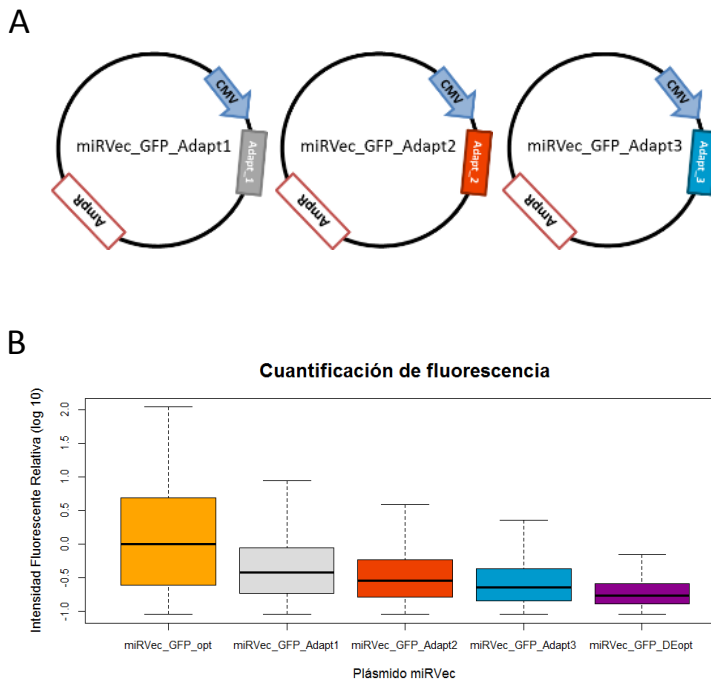 A
CMV
CMV
CMV
miRVec_GFP_Adapt1
Adapt_1
miRVec_GFP_Adapt2
Adapt_2
miRVec_GFP_Adapt3
Adapt_3
AmpR
AmpR
AmpR
B
Cuantificación de fluorescencia
Intensidad Fluorescente Relativa (log 10)
2.0
1.5
1.0
0.5
0.0
-0.5
-1.0
miRVec_GFP_opt
miRVec_GFP_Adapt1
miRVec_GFP_Adapt2
miRVec_GFP_Adapt3
miRVec_GFP_DEopt
Plásmido miRVec